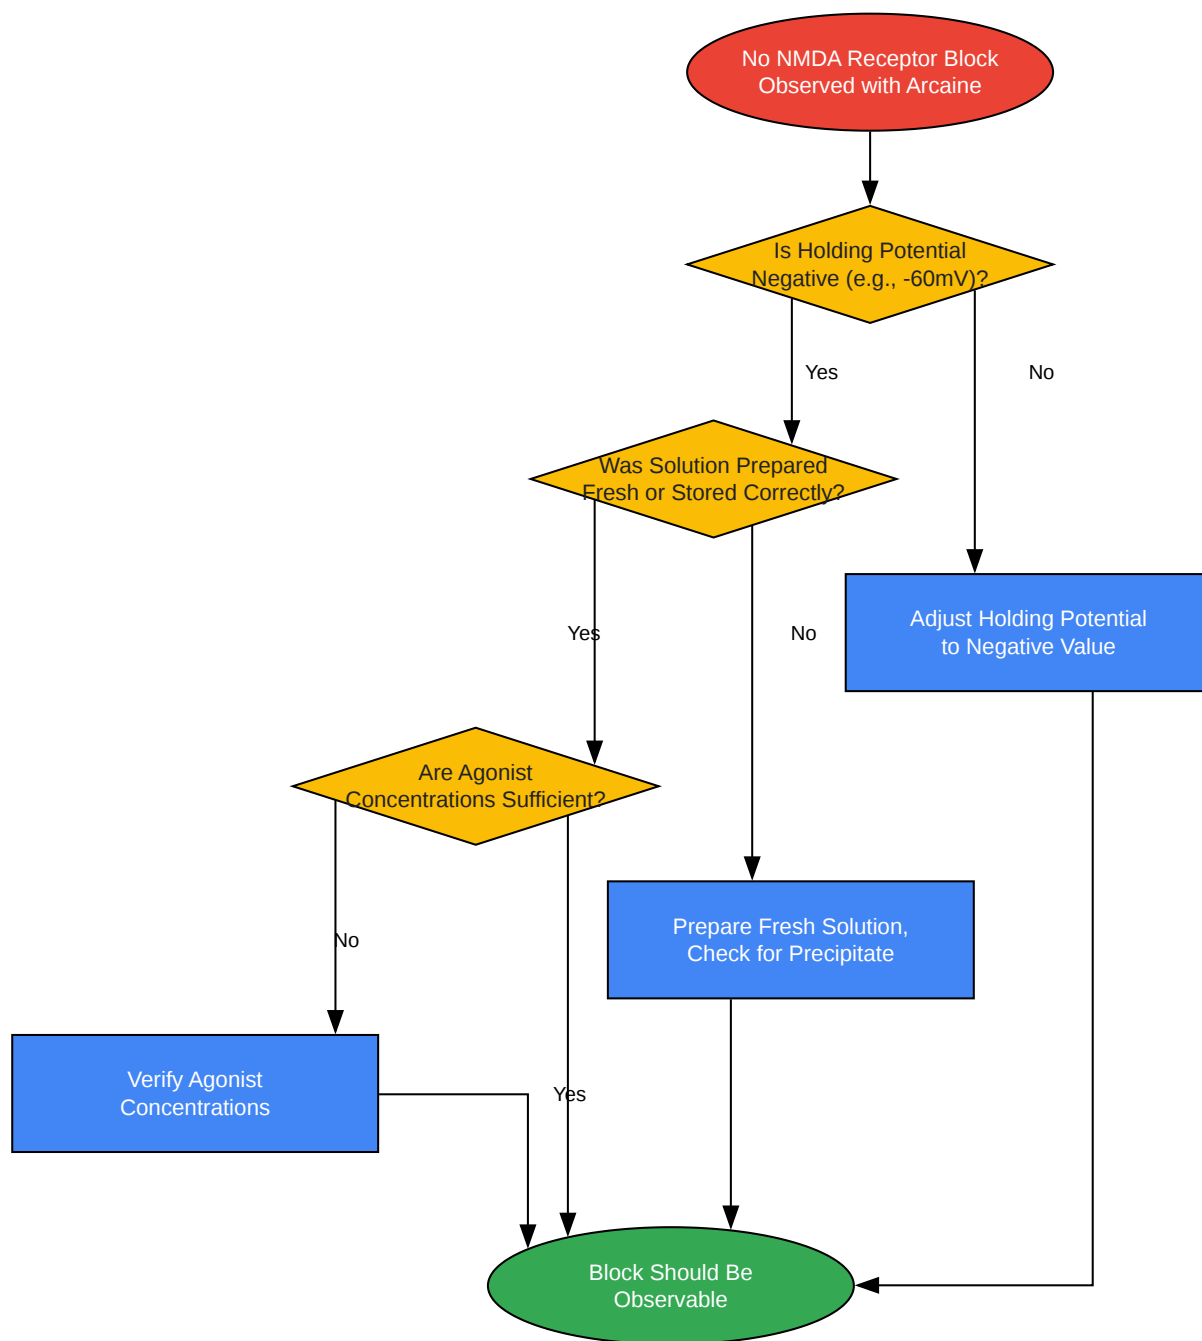 No NMDA Receptor Block
Observed with Arcaine
Is Holding Potential
Negative (e.g., -60mV)?
Yes
No
Was Solution Prepared
Fresh or Stored Correctly?
Yes
No
Adjust Holding Potential
to Negative Value
Are Agonist
Concentrations Sufficient?
No
Prepare Fresh Solution,
Check for Precipitate
Verify Agonist
Concentrations
Yes
Block Should Be
Observable